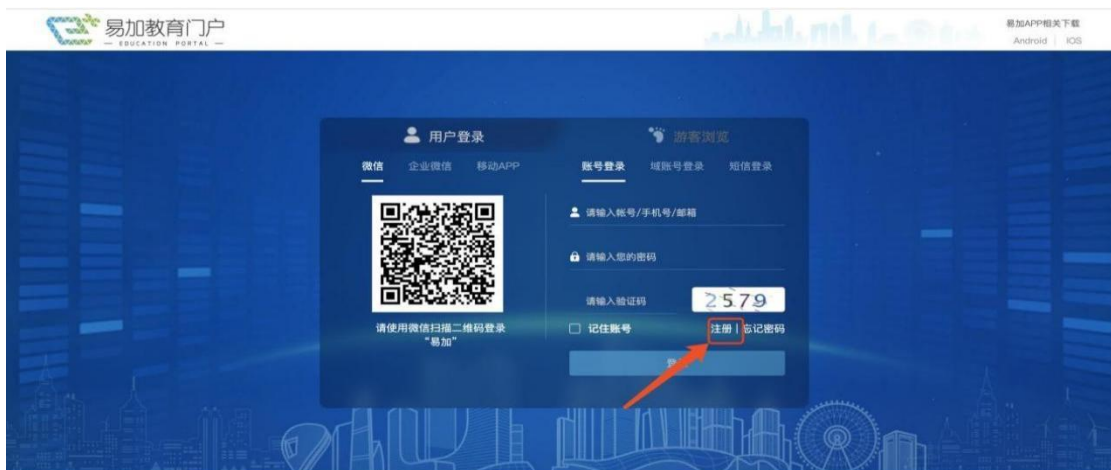 易加教育门户
— EDUCATION PORTAL —
易加APP相关下载
Android | IOS
用户登录
游客浏览
微信 企业微信 移动APP
账号登录 域账号登录 短信登录
请输入帐号/手机号/邮箱
请输入您的密码
请输入验证码
2579
请使用微信扫描二维码登录
“易加”
记住账号
注册 | 忘记密码
登